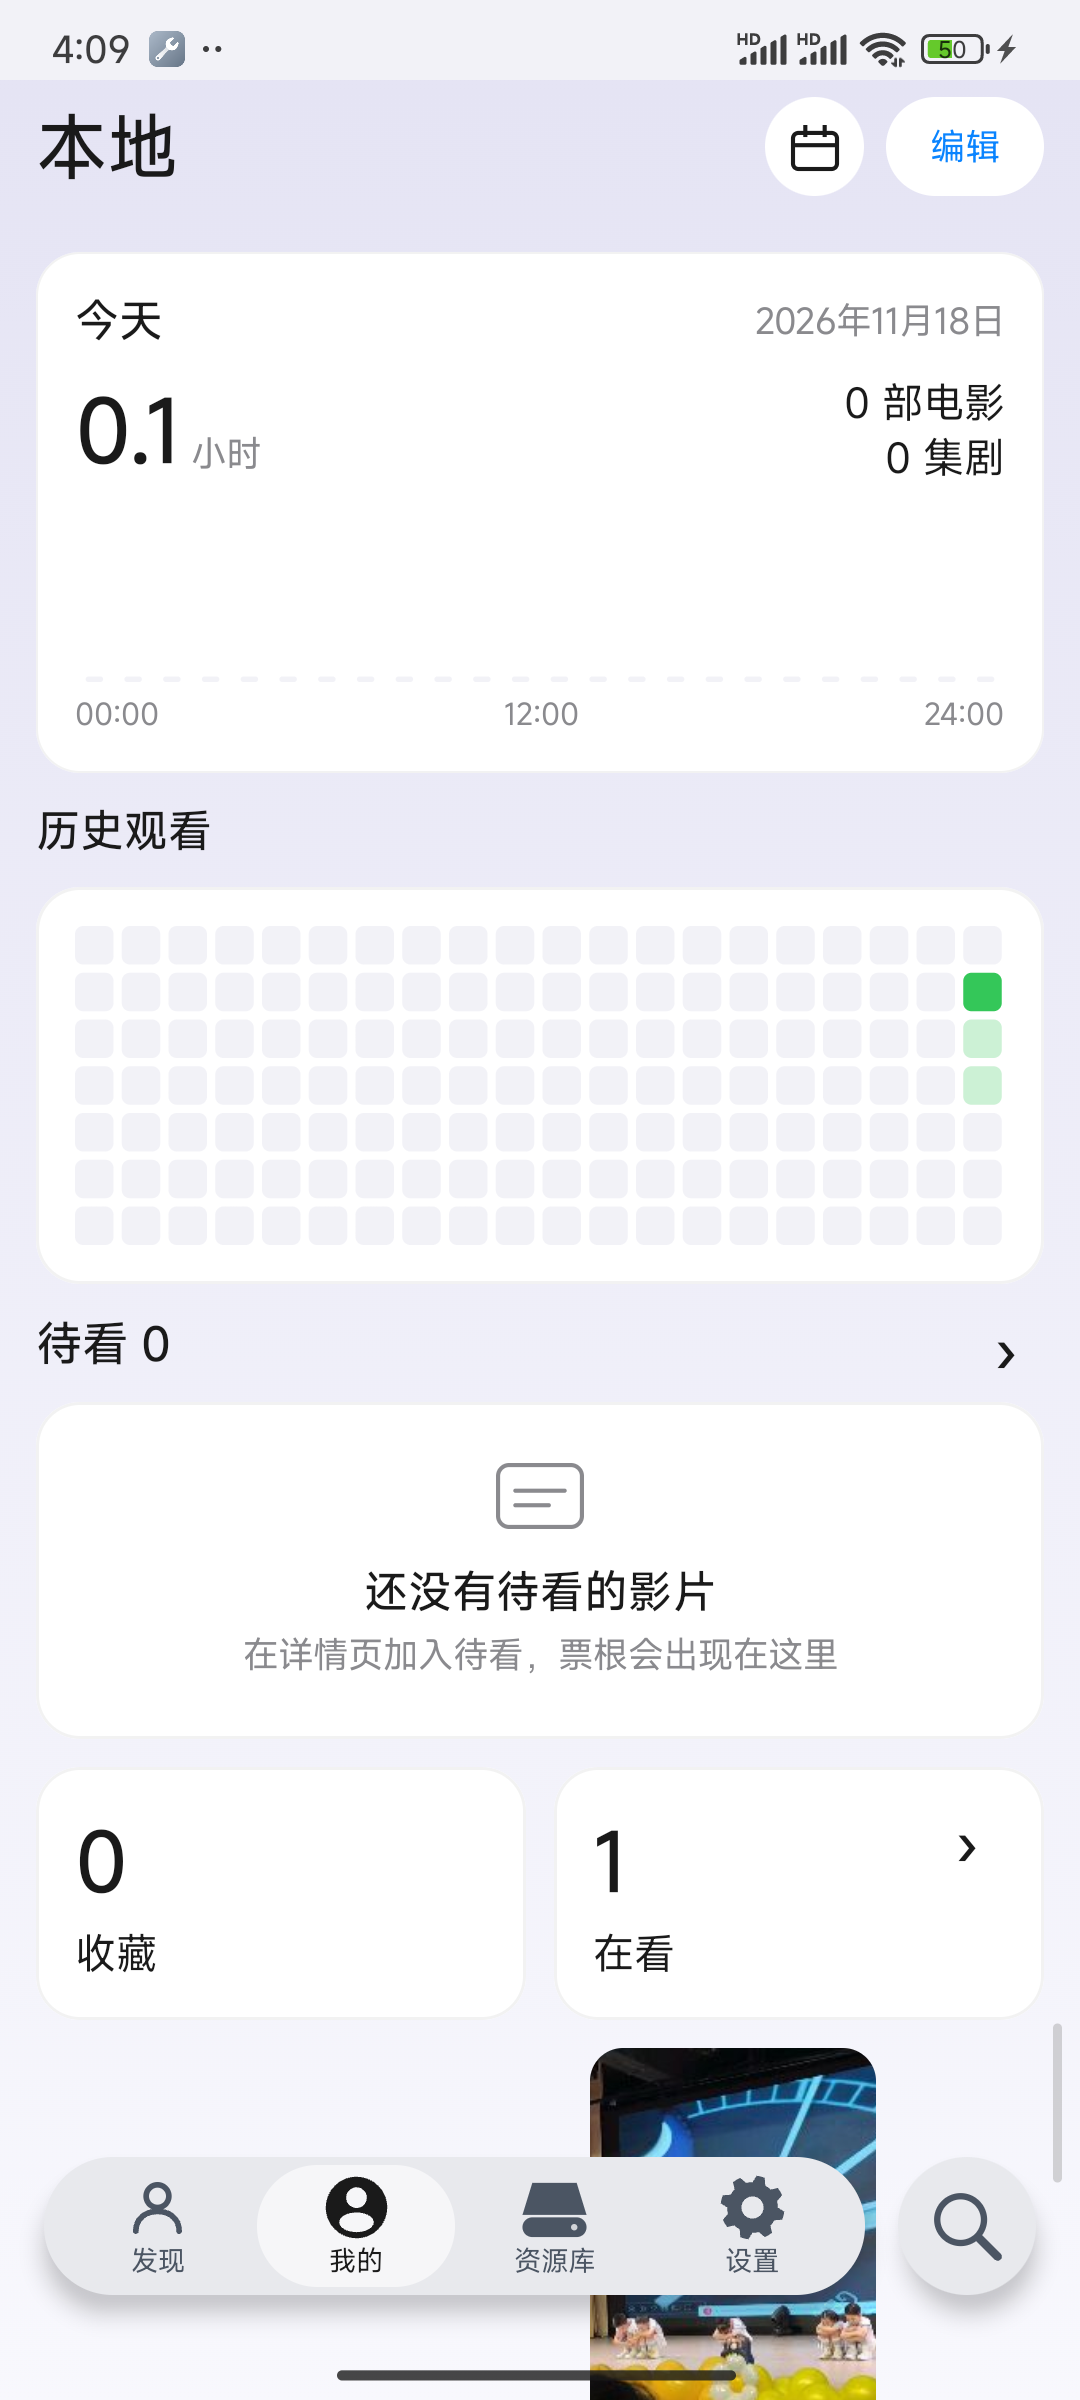 4:09
HD HD 50
本地
编辑
今天
2026年11月18日
0.1 小时
0 部电影
0 集剧
00:00 12:00 24:00
历史观看
待看 0
还没有待看的影片
在详情页加入待看，票根会出现在这里
0
收藏
1
在看
发现 我的 资源库 设置